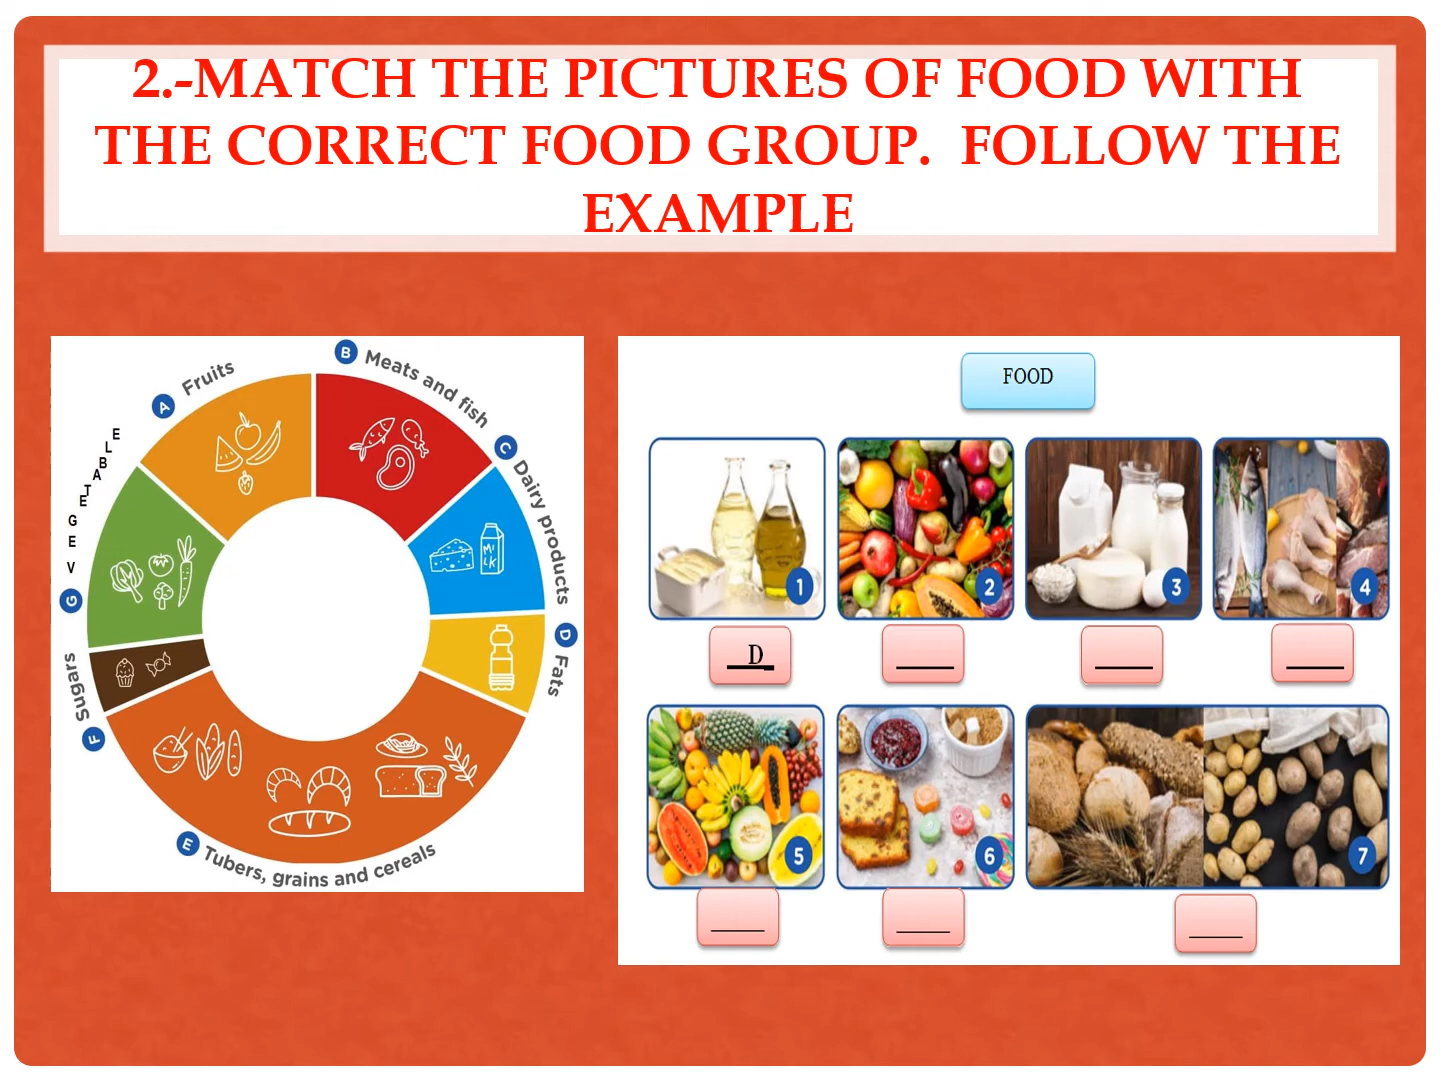 2.-MATCH THE PICTURES OF FOOD WITH
THE CORRECT FOOD GROUP.  FOLLOW THE
EXAMPLE
A Fruits
B Meats and fish
C Dairy products
MILK
D Fats
E Tubers, grains and cereals
F Sugars
G VEGETABLE
FOOD
1
2
3
4
D
5
6
7